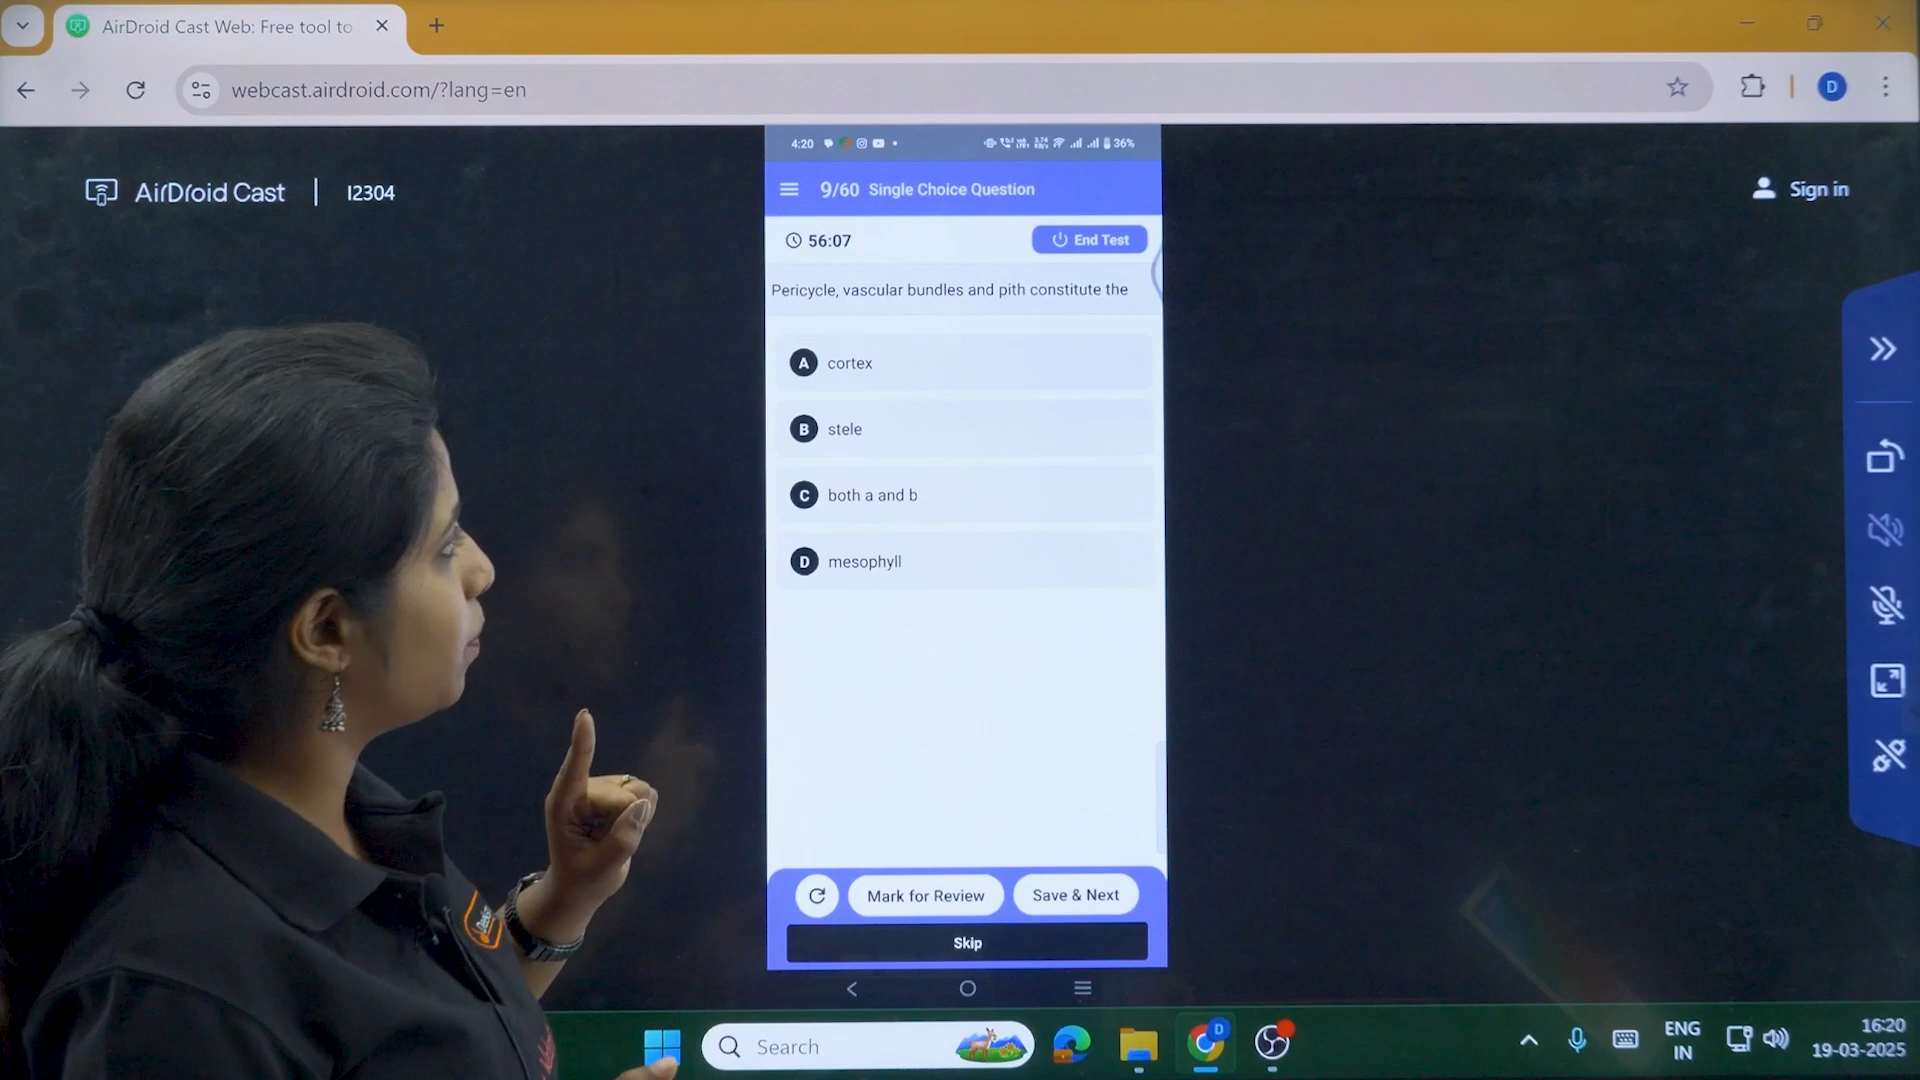 AirDroid Cast Web: Free tool to
webcast.airdroid.com/?lang=en
D
AirDroid Cast | I2304
Sign in
4:20
36%
9/60 Single Choice Question
56:07
End Test
Pericycle, vascular bundles and pith constitute the
A cortex
B stele
C both a and b
D mesophyll
Mark for Review
Save & Next
Skip
Search
D
ENG
IN
16:20
19-03-2025